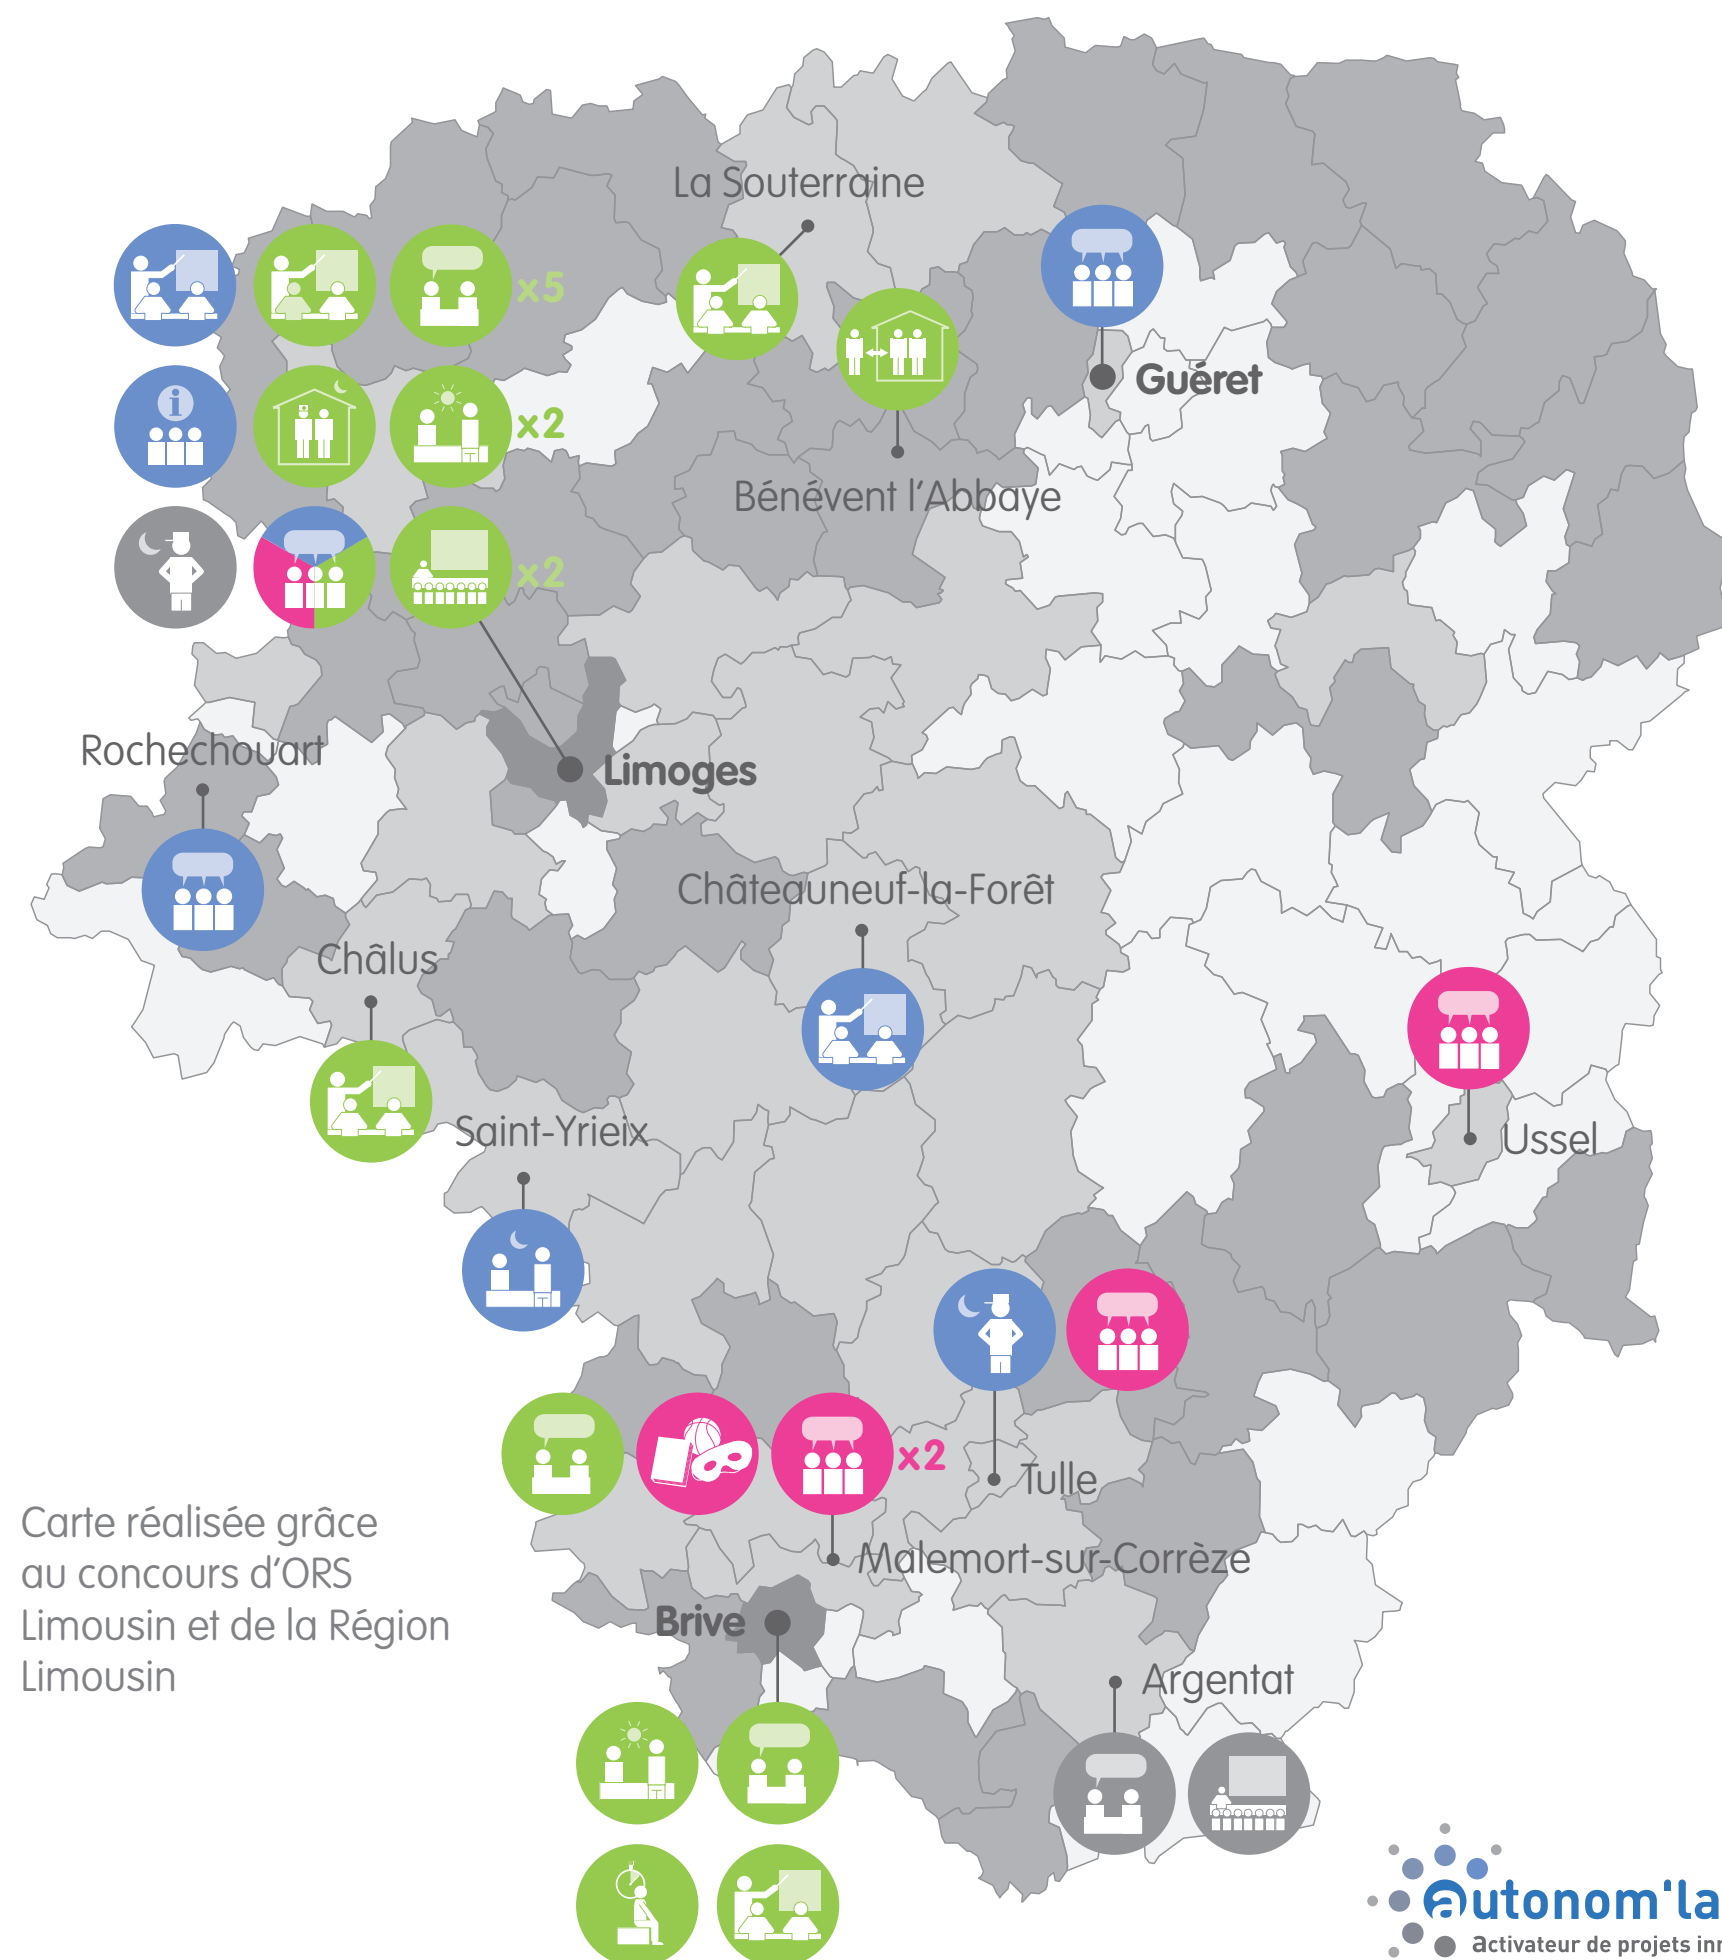 La Souterraine
x5
Guéret
x2
Bénévent l'Abbaye
x2
Rochechouart
Limoges
Châteauneuf-la-Forêt
Châlus
Saint-Yrieix
Ussel
x2
Tulle
Malemort-sur-Corrèze
Brive
Argentat
Carte réalisée grâce
au concours d'ORS
Limousin et de la Région
Limousin
i
autonom'la
activateur de projets